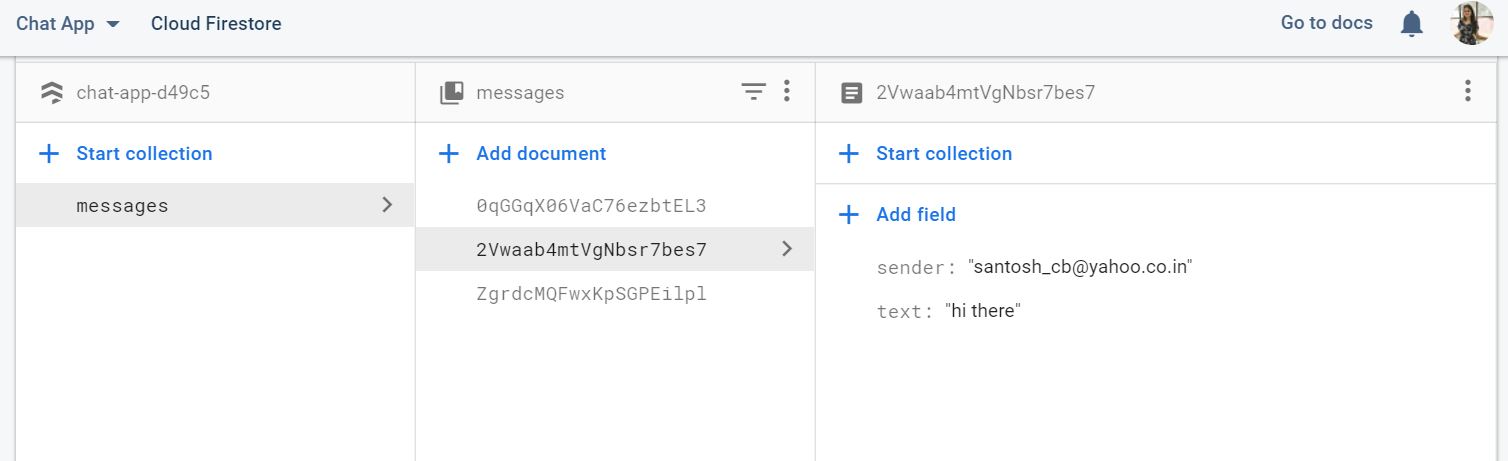 Chat App Cloud Firestore Go to docs
chat-app-d49c5 messages 2Vwaab4mtVgNbsr7bes7
Start collection Add document Start collection
messages 0qGGqX06VaC76ezbtEL3
Add field
2Vwaab4mtVgNbsr7bes7
sender: "santosh_cb@yahoo.co.in"
ZgrdcMQFwxKpSGPEilpl
text: "hi there"